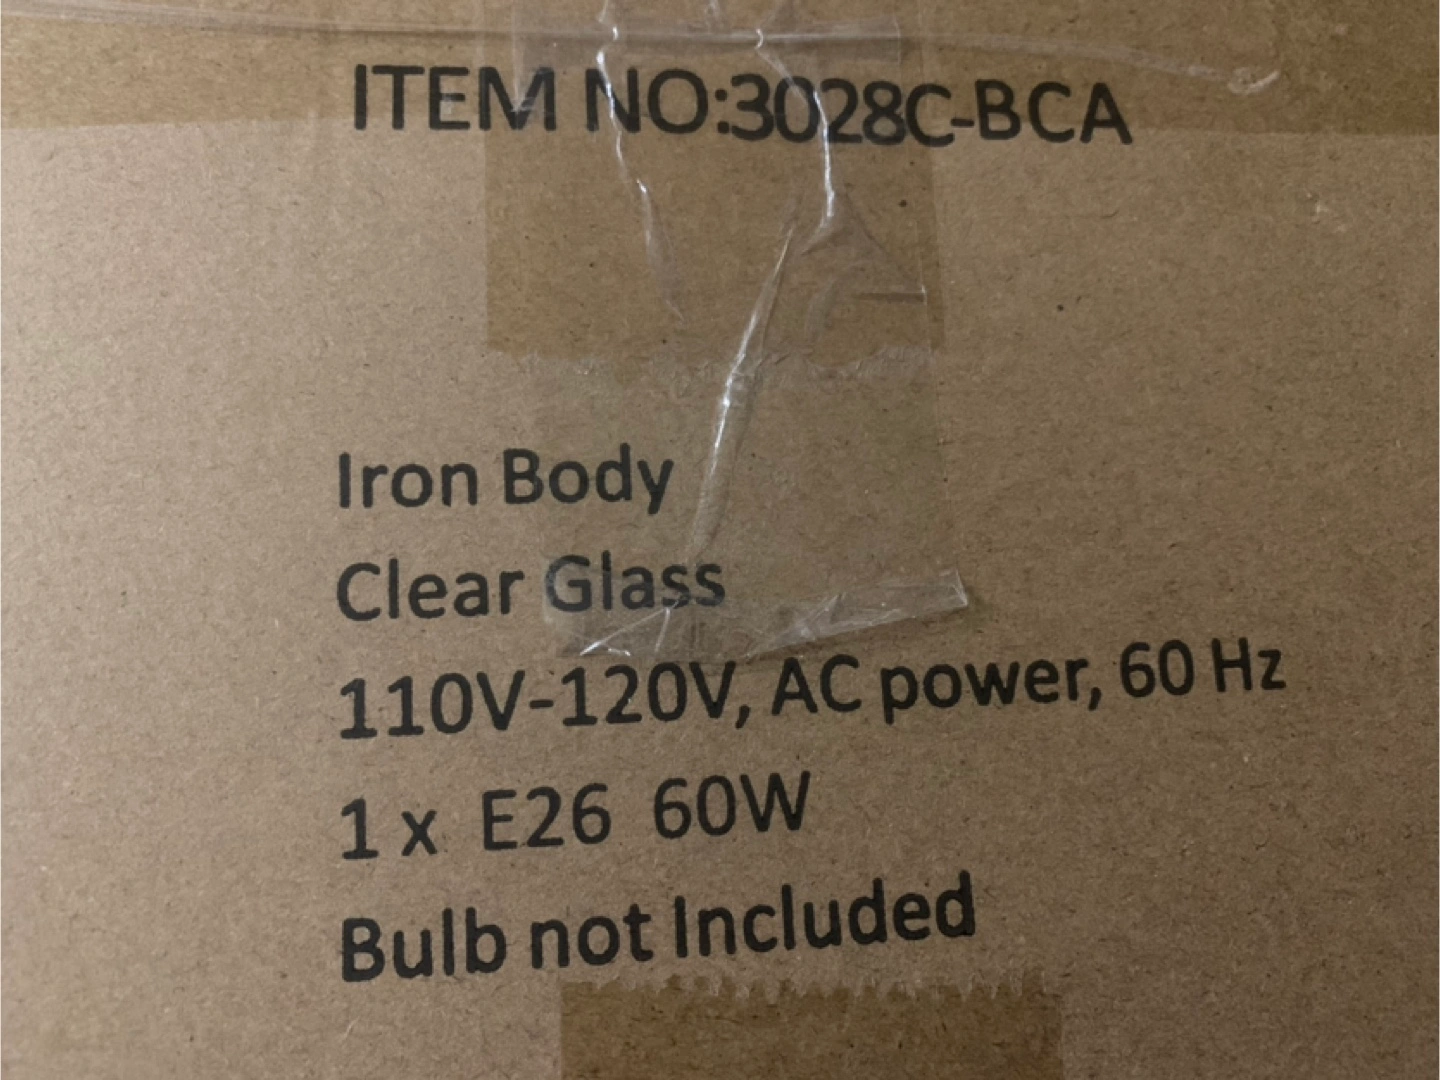 ITEM NO:3028C-BCA
Iron Body
Clear Glass
110V-120V, AC power, 60 Hz
1 x E26 60W
Bulb not Included